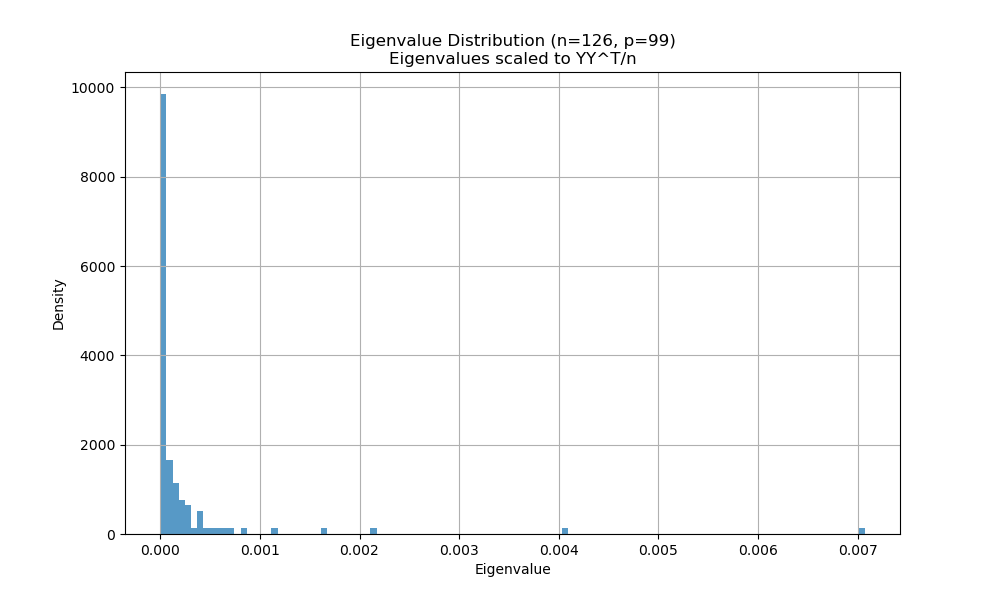 Eigenvalue Distribution (n=126, p=99)
Eigenvalues scaled to YY^T/n
10000
8000
6000
4000
2000
0
Density
0.000 0.001 0.002 0.003 0.004 0.005 0.006 0.007
Eigenvalue